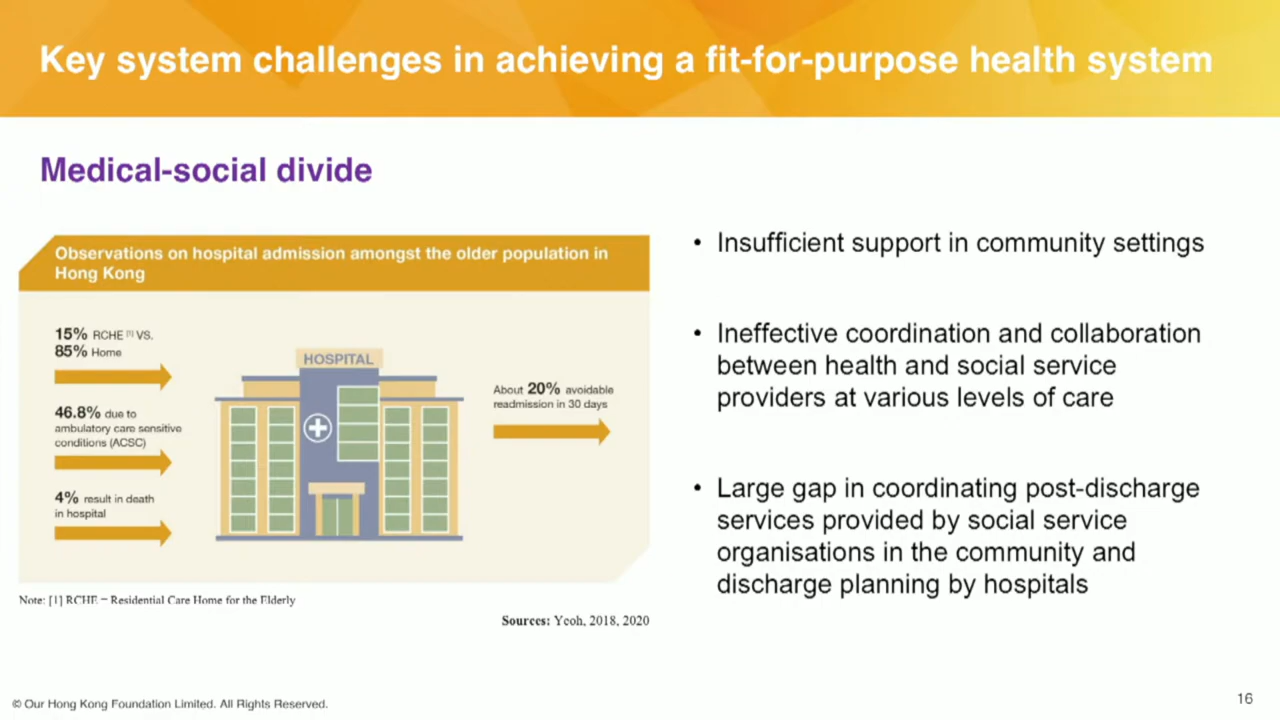 Key system challenges in achieving a fit-for-purpose health system
Medical-social divide
Observations on hospital admission amongst the older population in
Hong Kong
15% RCHE [1] VS.
85% Home
46.8% due to
ambulatory care sensitive
conditions (ACSC)
4% result in death
in hospital
HOSPITAL
About 20% avoidable
readmission in 30 days
Note: [1] RCHE = Residential Care Home for the Elderly
Sources: Yeoh, 2018, 2020
• Insufficient support in community settings
• Ineffective coordination and collaboration
between health and social service
providers at various levels of care
• Large gap in coordinating post-discharge
services provided by social service
organisations in the community and
discharge planning by hospitals
© Our Hong Kong Foundation Limited. All Rights Reserved.
16